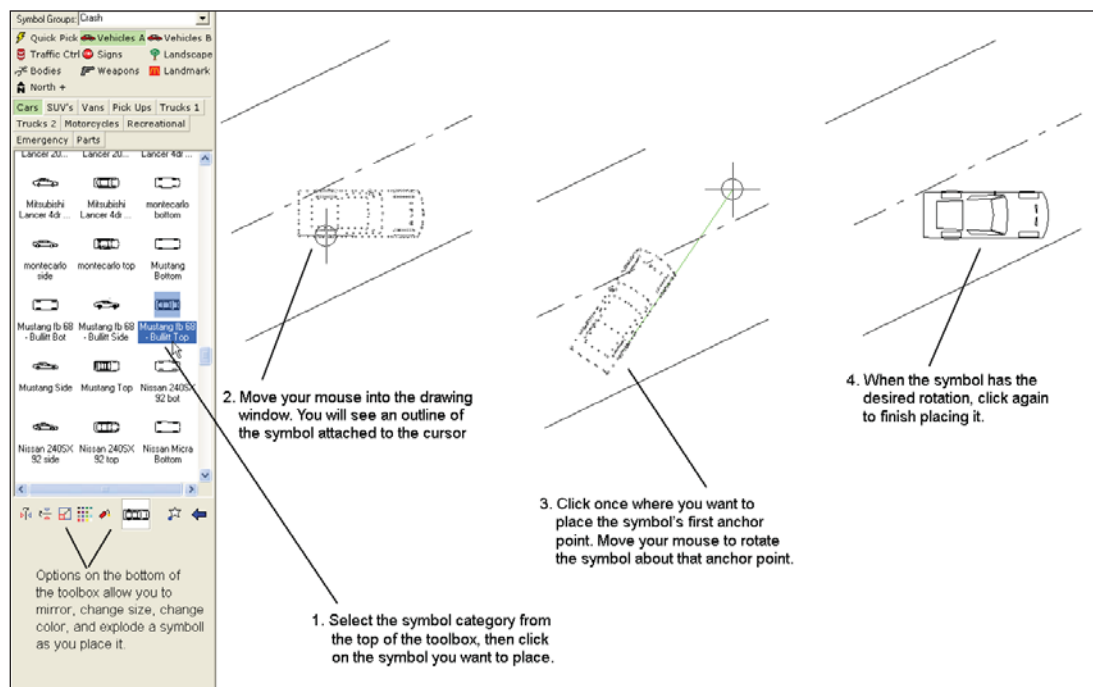 Symbol Groups: Crash
Quick Pick Vehicles A Vehicles B
Traffic Ctrl Signs Landscape
Bodies Weapons Landmark
North +
Cars SUV's Vans Pick Ups Trucks 1
Trucks 2 Motorcycles Recreational
Emergency Parts
Lancer 20... Lancer 20... Lancer 4dr ...
Mitsubishi Mitsubishi montecarlo
Lancer 4dr ... Lancer 4dr ... bottom
montecarlo montecarlo top Mustang
side Bottom
Mustang fb 68 Mustang fb 68 Mustang fb 68
- Bullitt Bot - Bullitt Side - Bullitt Top
Mustang Side Mustang Top Nissan 240SX
92 bot
Nissan 240SX Nissan 240SX Nissan Micra
92 side 92 top Bottom
Options on the bottom of
the toolbox allow you to
mirror, change size, change
color, and explode a symboll
as you place it.
1. Select the symbol category from
the top of the toolbox, then click
on the symbol you want to place.
2. Move your mouse into the drawing
window. You will see an outline of
the symbol attached to the cursor
3. Click once where you want to
place the symbol's first anchor
point. Move your mouse to rotate
the symbol about that anchor point.
4. When the symbol has the
desired rotation, click again
to finish placing it.